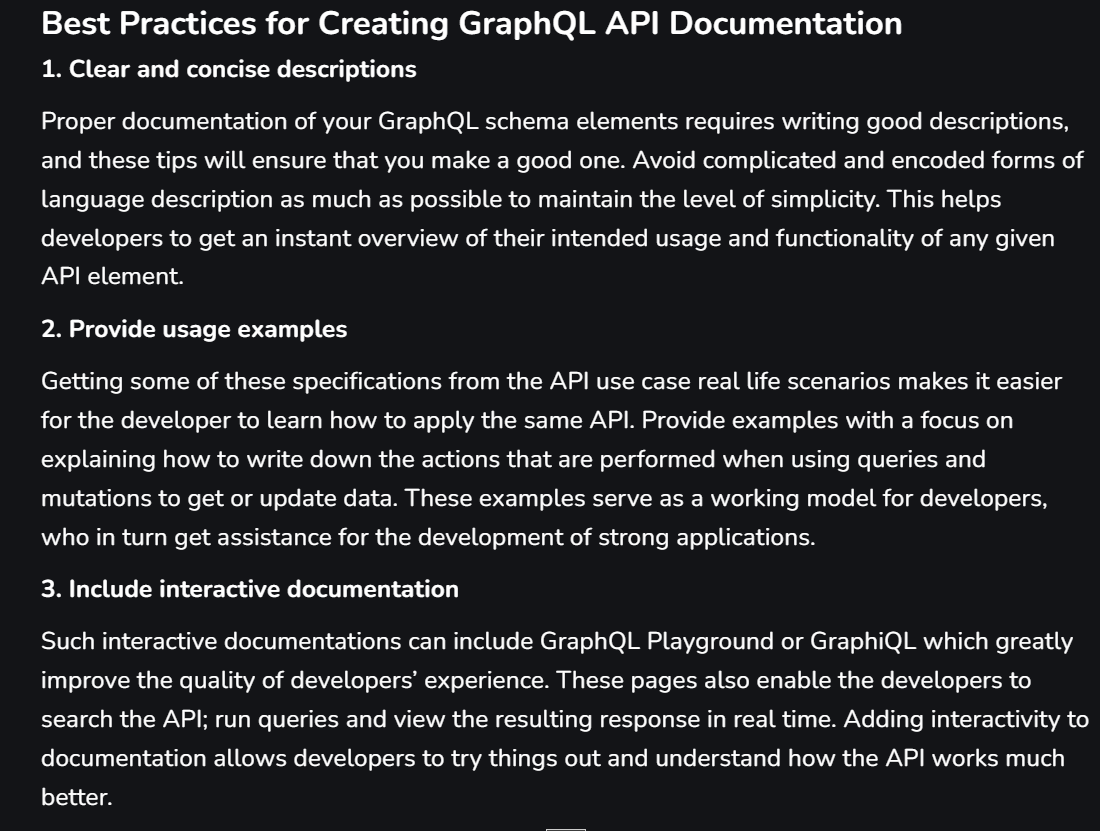 Best Practices for Creating GraphQL API Documentation
1. Clear and concise descriptions
Proper documentation of your GraphQL schema elements requires writing good descriptions,
and these tips will ensure that you make a good one. Avoid complicated and encoded forms of
language description as much as possible to maintain the level of simplicity. This helps
developers to get an instant overview of their intended usage and functionality of any given
API element.
2. Provide usage examples
Getting some of these specifications from the API use case real life scenarios makes it easier
for the developer to learn how to apply the same API. Provide examples with a focus on
explaining how to write down the actions that are performed when using queries and
mutations to get or update data. These examples serve as a working model for developers,
who in turn get assistance for the development of strong applications.
3. Include interactive documentation
Such interactive documentations can include GraphQL Playground or GraphiQL which greatly
improve the quality of developers’ experience. These pages also enable the developers to
search the API; run queries and view the resulting response in real time. Adding interactivity to
documentation allows developers to try things out and understand how the API works much
better.